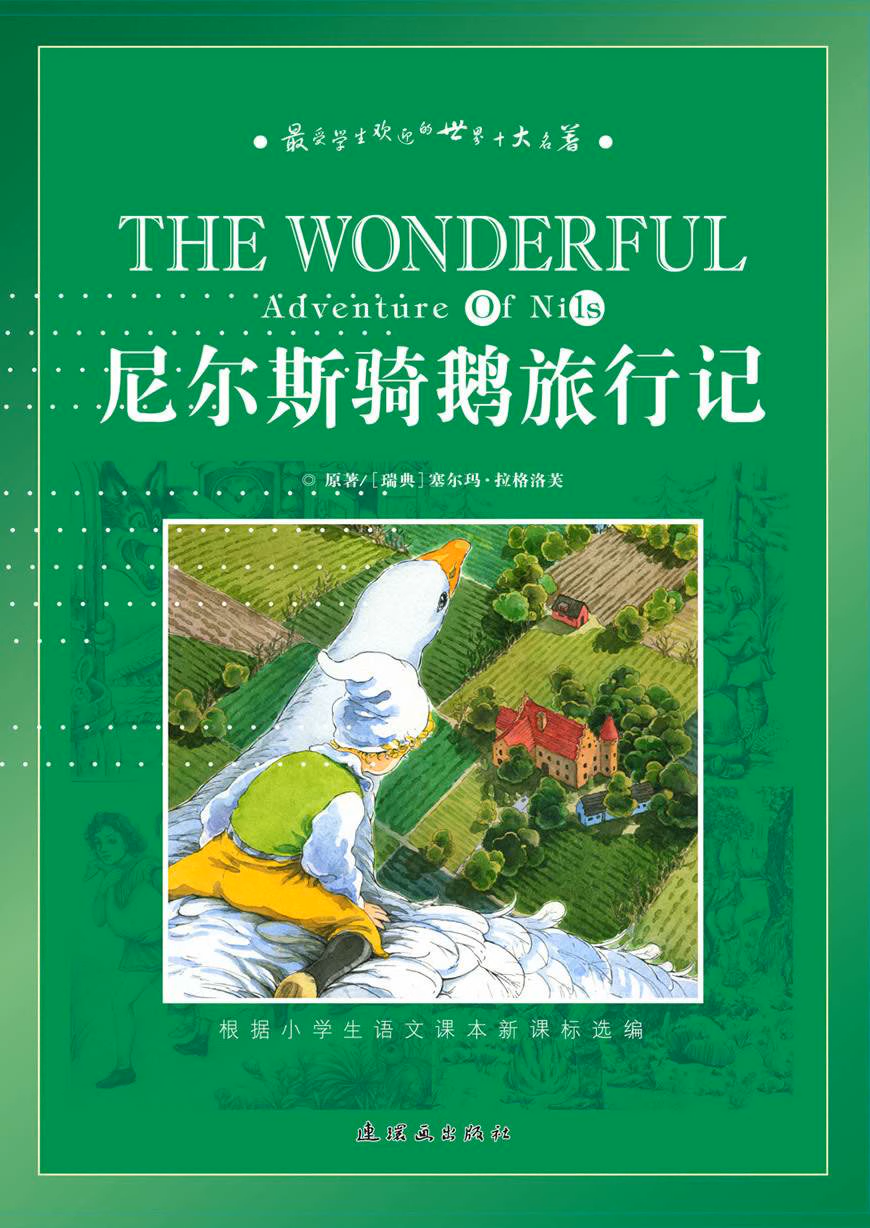 最受学生欢迎的世界十大名著
THE WONDERFUL
Adventure Of Nils
尼尔斯骑鹅旅行记
◎ 原著/[瑞典]塞尔玛·拉格洛芙
根据小学生语文课本新课标选编
连环画出版社